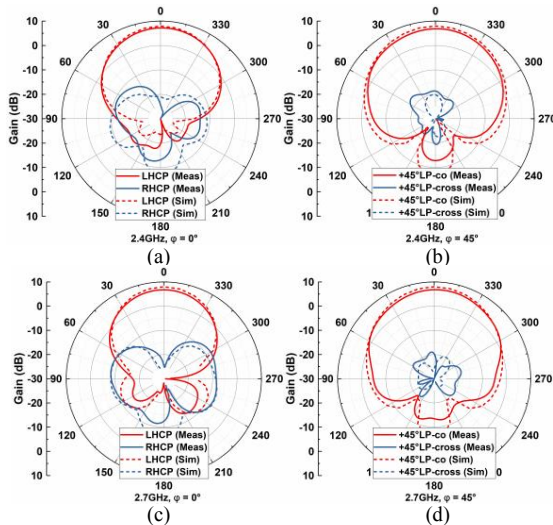 0
30
330
60
300
90
270
120
240
150
210
180
10
0
-10
-20
-30
-20
-10
0
10
Gain (dB)
LHCP (Meas)
RHCP (Meas)
LHCP (Sim)
RHCP (Sim)
2.4GHz, φ = 0°
(a)
0
30
330
60
300
90
270
120
240
180
10
0
-10
-20
-30
-20
-10
0
10
Gain (dB)
+45°LP-co (Meas)
+45°LP-cross (Meas)
+45°LP-co (Sim)
+45°LP-cross (Sim)
2.4GHz, φ = 45°
(b)
0
30
330
60
300
90
270
120
240
150
210
180
10
0
-10
-20
-30
-20
-10
0
10
Gain (dB)
LHCP (Meas)
RHCP (Meas)
LHCP (Sim)
RHCP (Sim)
2.7GHz, φ = 0°
(c)
0
30
330
60
300
90
270
120
240
180
10
0
-10
-20
-30
-20
-10
0
10
Gain (dB)
+45°LP-co (Meas)
+45°LP-cross (Meas)
+45°LP-co (Sim)
+45°LP-cross (Sim)
2.7GHz, φ = 45°
(d)